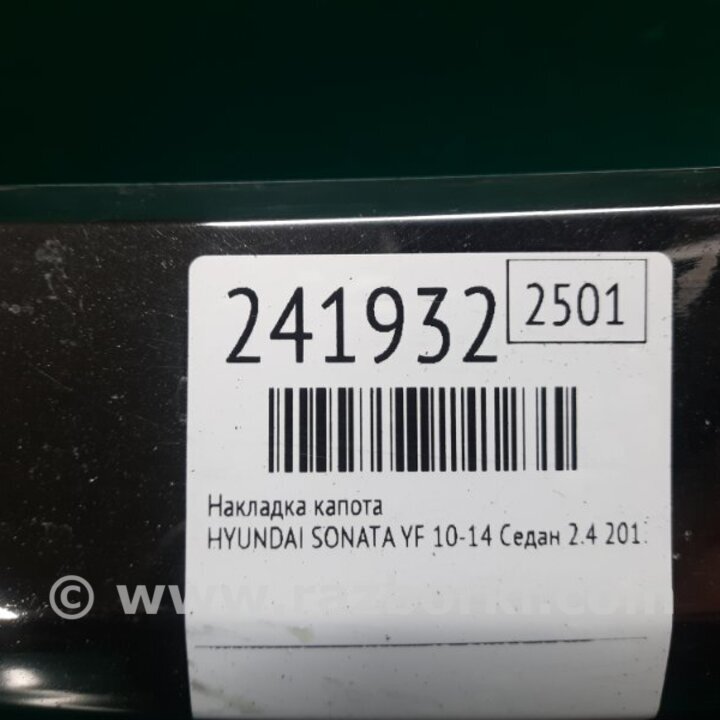 241932 2501
Накладка капота
HYUNDAI SONATA YF 10-14 Седан 2.4 201
© www.razborki.com